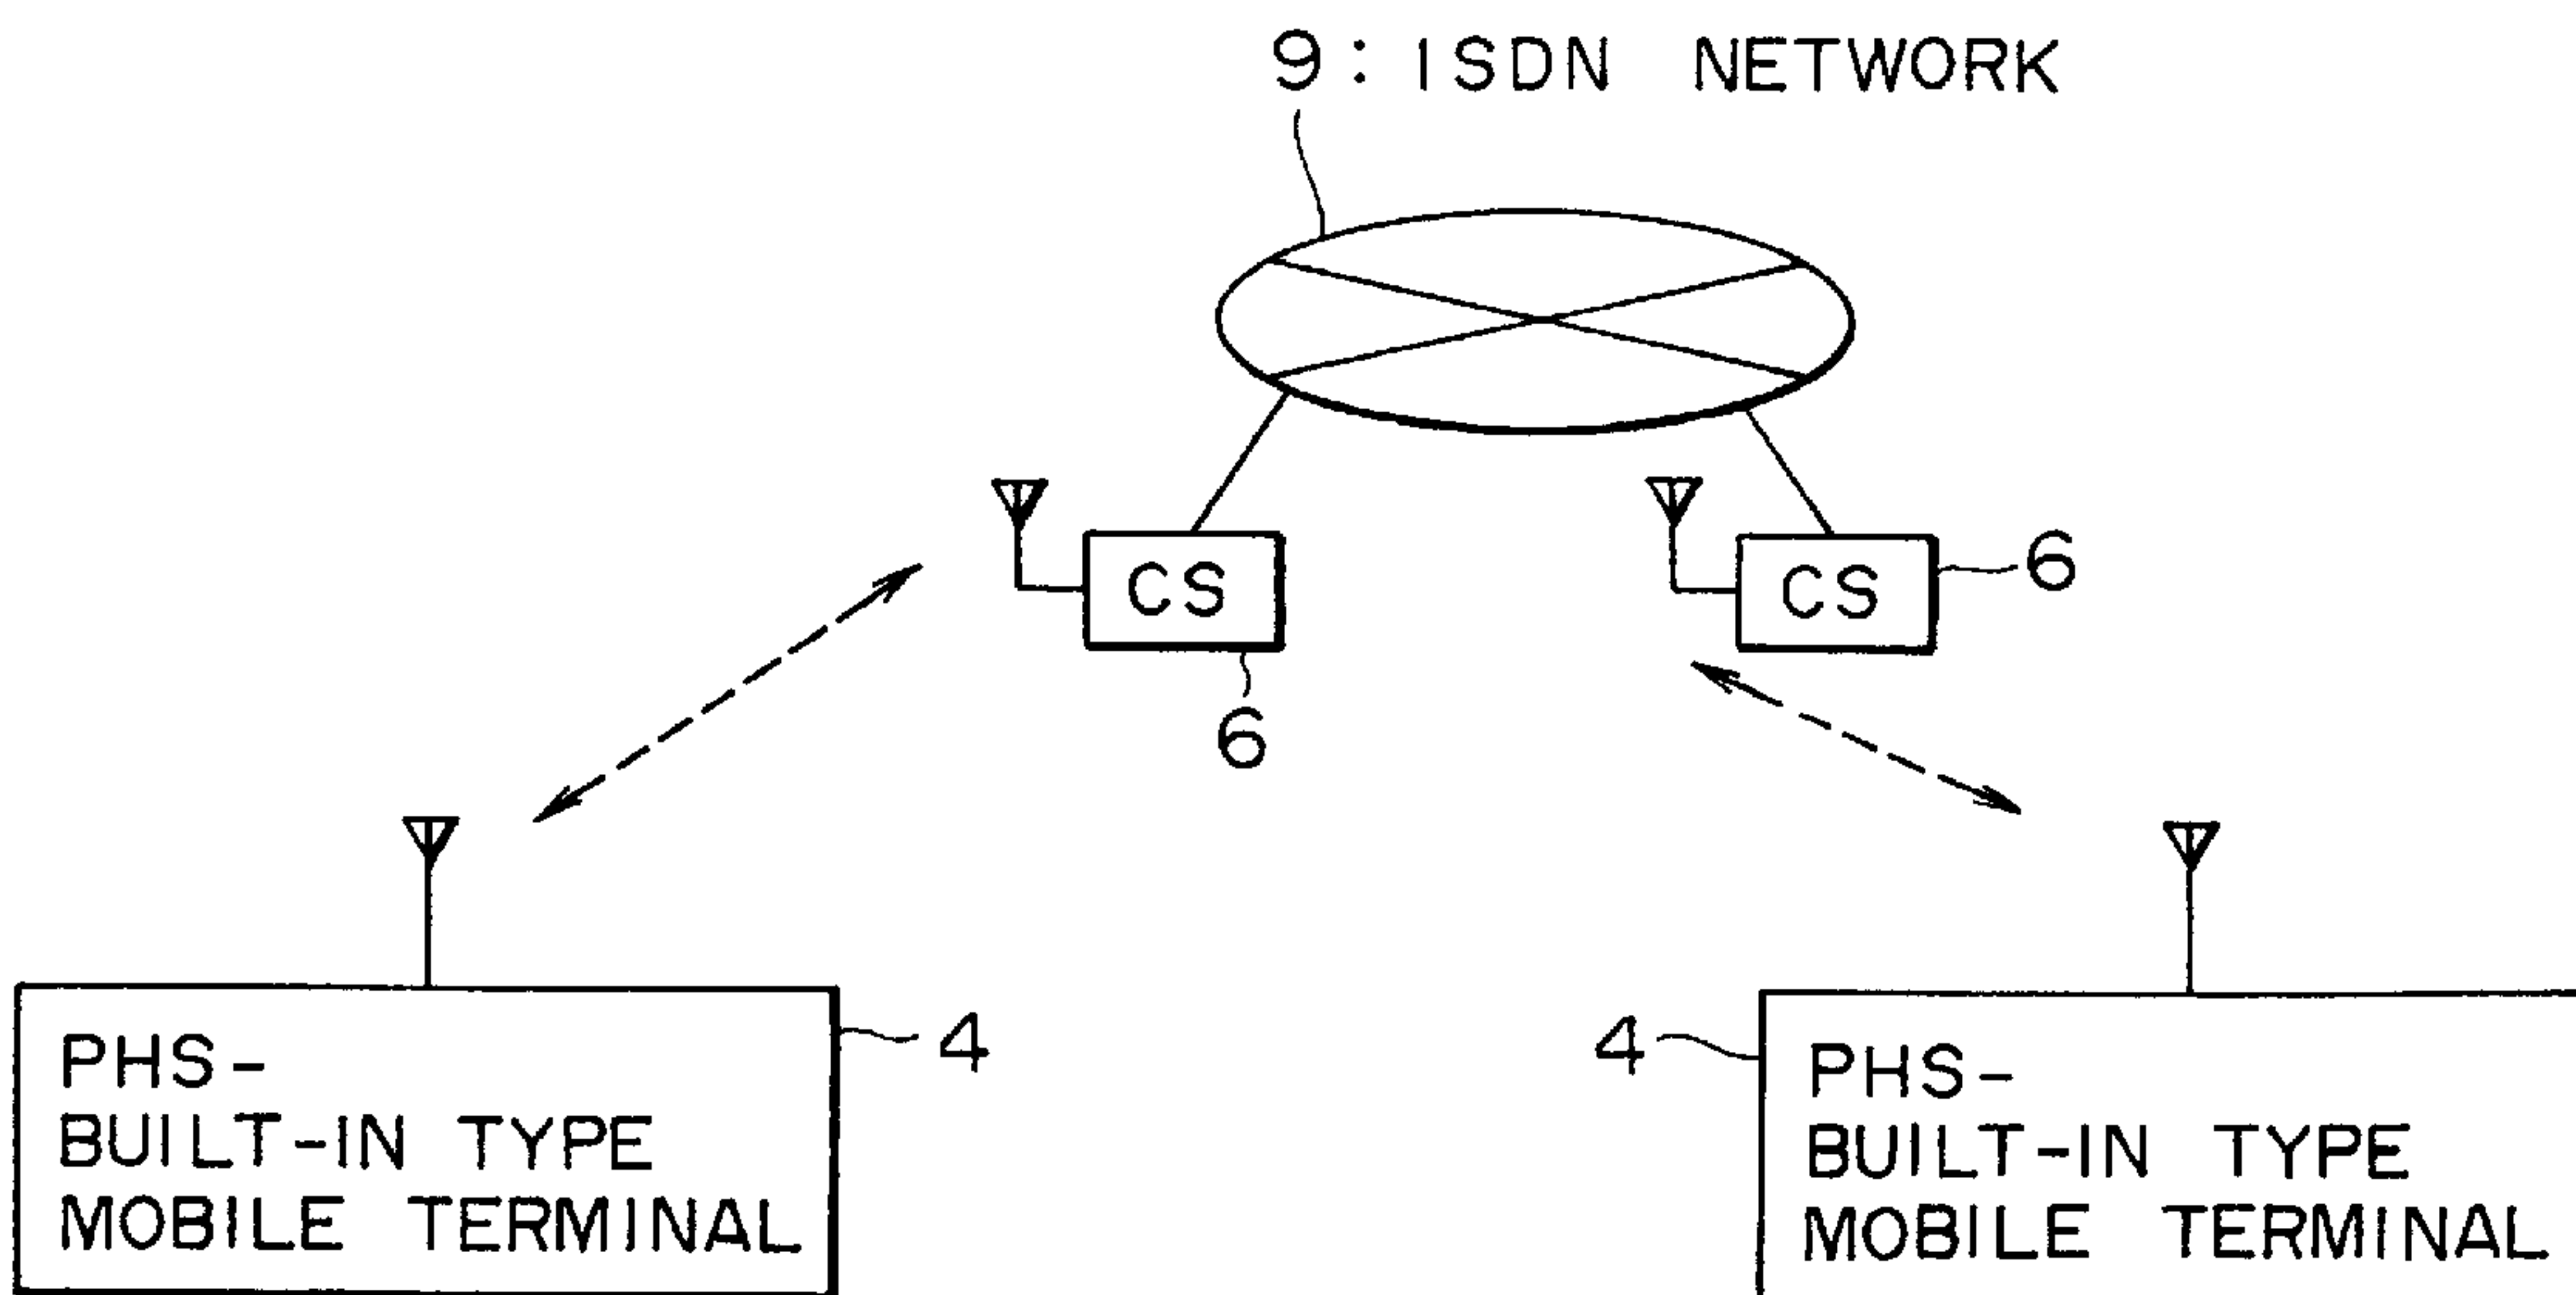 9: ISDN NETWORK
CS
6
CS
6
4
PHS-
BUILT-IN TYPE
MOBILE TERMINAL
4
PHS-
BUILT-IN TYPE
MOBILE TERMINAL